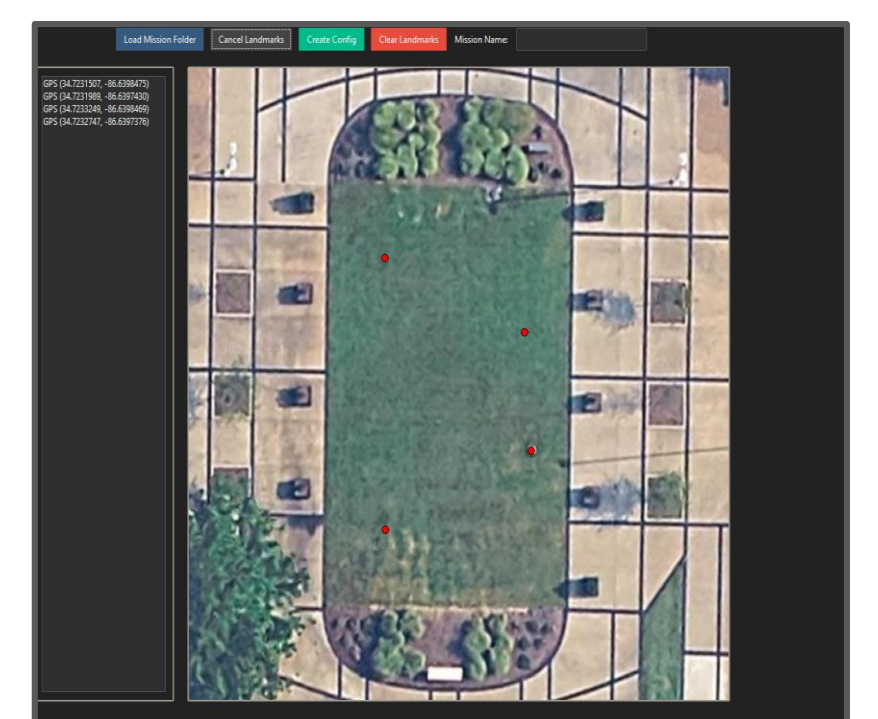 Load Mission Folder Cancel Landmarks Create Config Clear Landmarks Mission Name:
GPS (34.7231507, -86.6398475)
GPS (34.7231989, -86.6397430)
GPS (34.7233249, -86.6398469)
GPS (34.7232747, -86.6397376)